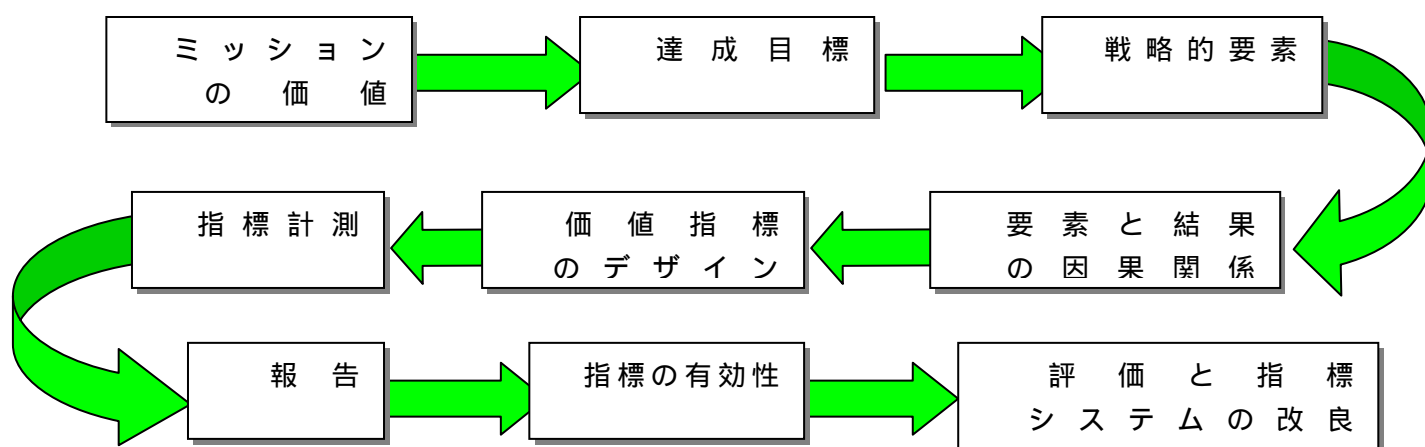 ミッション
の価値
達成目標
戦略的要素
要素と結果
の因果関係
価値指標
のデザイン
指標計測
報告
指標の有効性
評価と指標
システムの改良